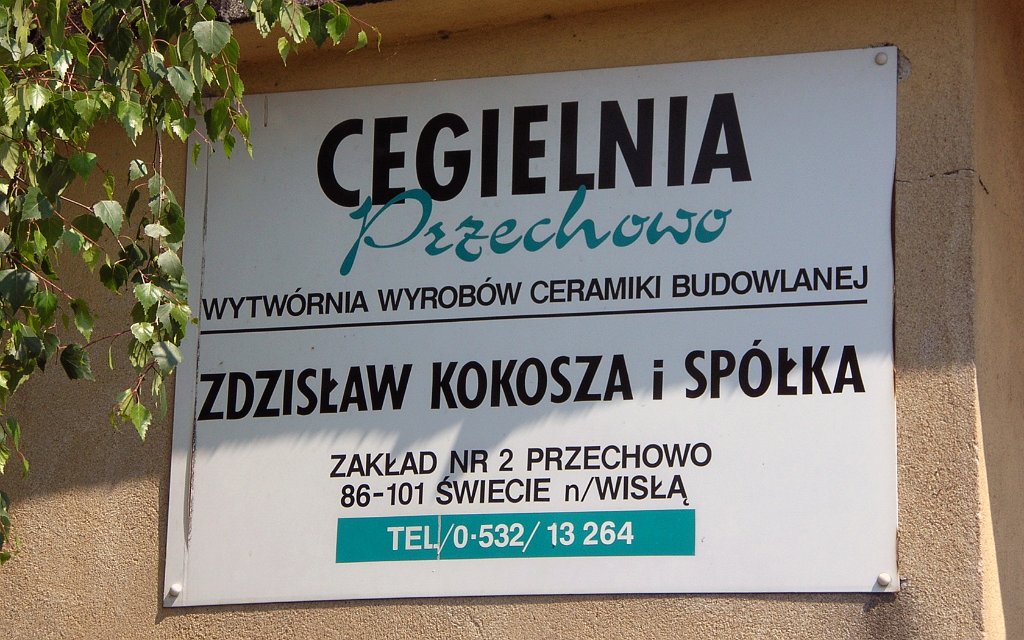 CEGIELNIA
Przechowo
WYTWÓRNIA WYROBÓW CERAMIKI BUDOWLANEJ
ZDZISŁAW KOKOSZA i SPÓŁKA
ZAKŁAD NR 2 PRZECHOWO
86-101 ŚWIECIE n/WISŁĄ
TEL./0-532/ 13 264